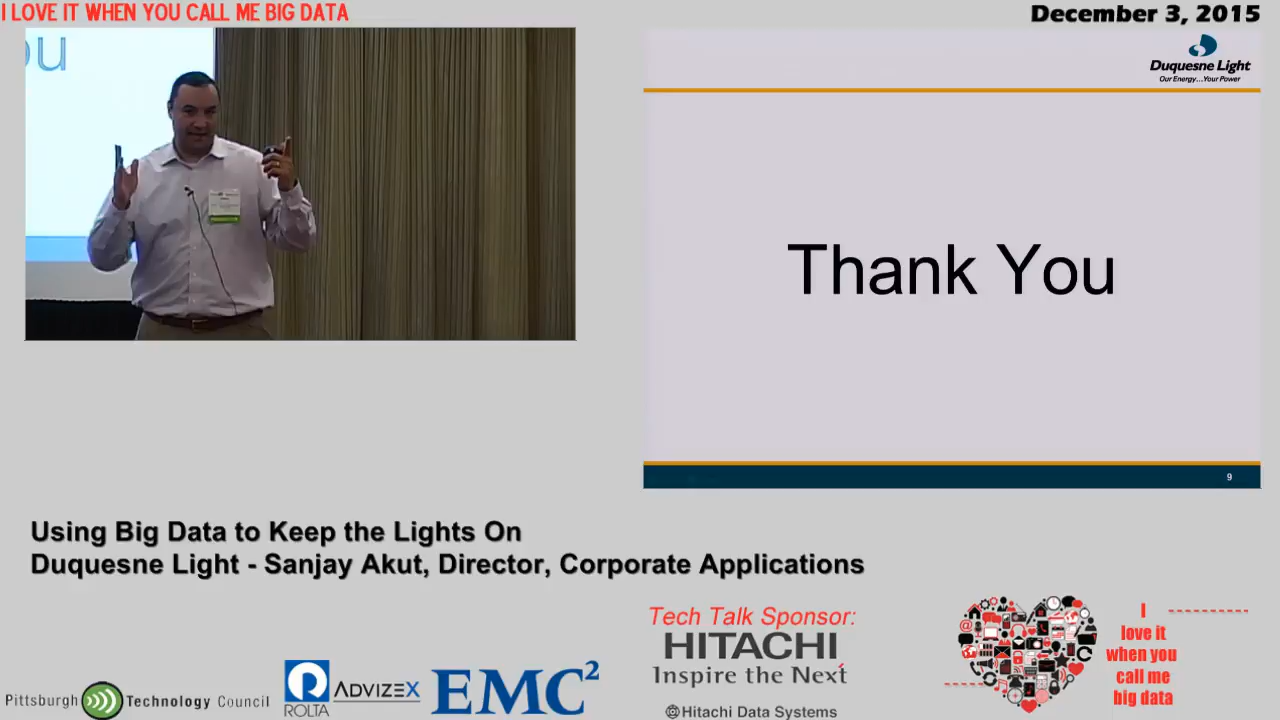 I LOVE IT WHEN YOU CALL ME BIG DATA
December 3, 2015
ou
Duquesne Light
Our Energy...Your Power
Thank You
9
Using Big Data to Keep the Lights On
Duquesne Light - Sanjay Akut, Director, Corporate Applications
Pittsburgh Technology Council
ROLTA
ADVIZEX
EMC²
Tech Talk Sponsor:
HITACHI
Inspire the Next
Hitachi Data Systems
I
love it
when you
call me
big data